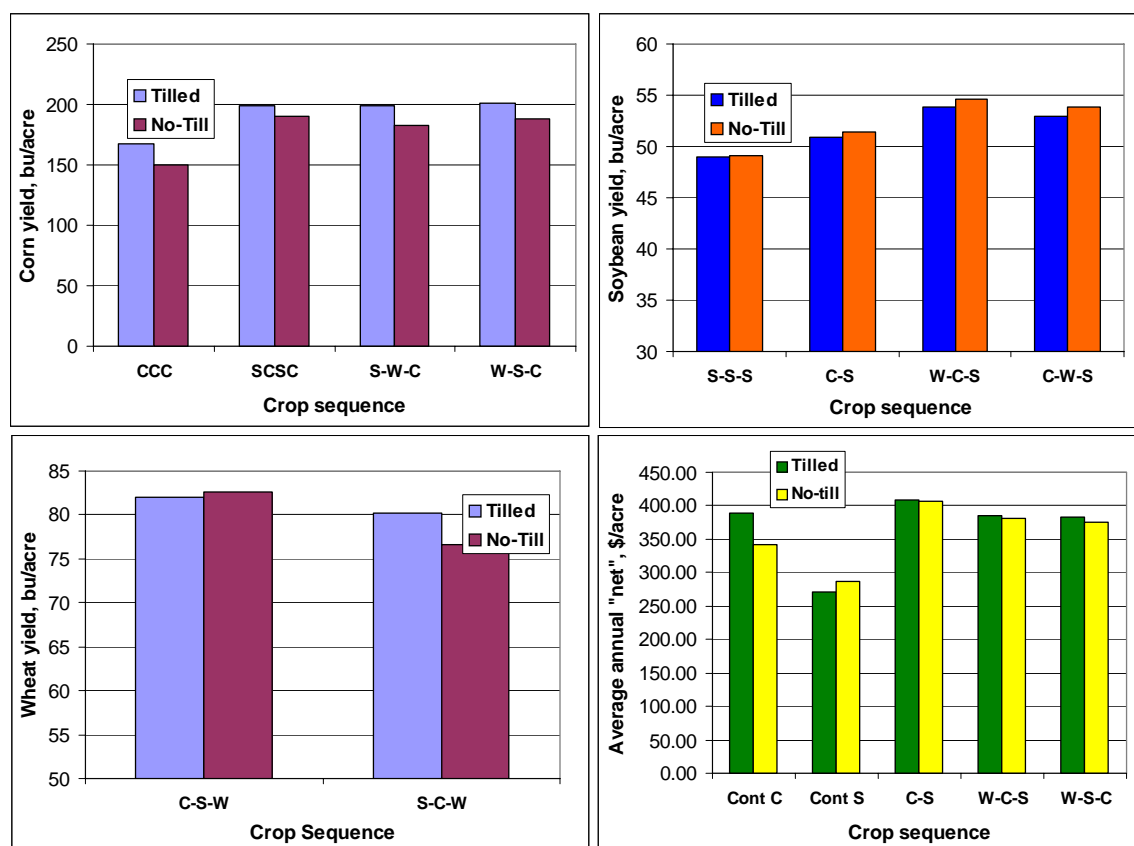 250
200
150
100
50
0
Corn yield, bu/acre
Tilled
No-Till
CCC SCSC S-W-C W-S-C
Crop sequence
60
55
50
45
40
35
30
Soybean yield, bu/acre
Tilled
No-Till
S-S-S C-S W-C-S C-W-S
Crop sequence
85
80
75
70
65
60
55
50
Wheat yield, bu/acre
Tilled
No-Till
C-S-W S-C-W
Crop Sequence
450.00
400.00
350.00
300.00
250.00
200.00
150.00
100.00
50.00
0.00
Average annual "net", $/acre
Tilled
No-till
Cont C Cont S C-S W-C-S W-S-C
Crop sequence